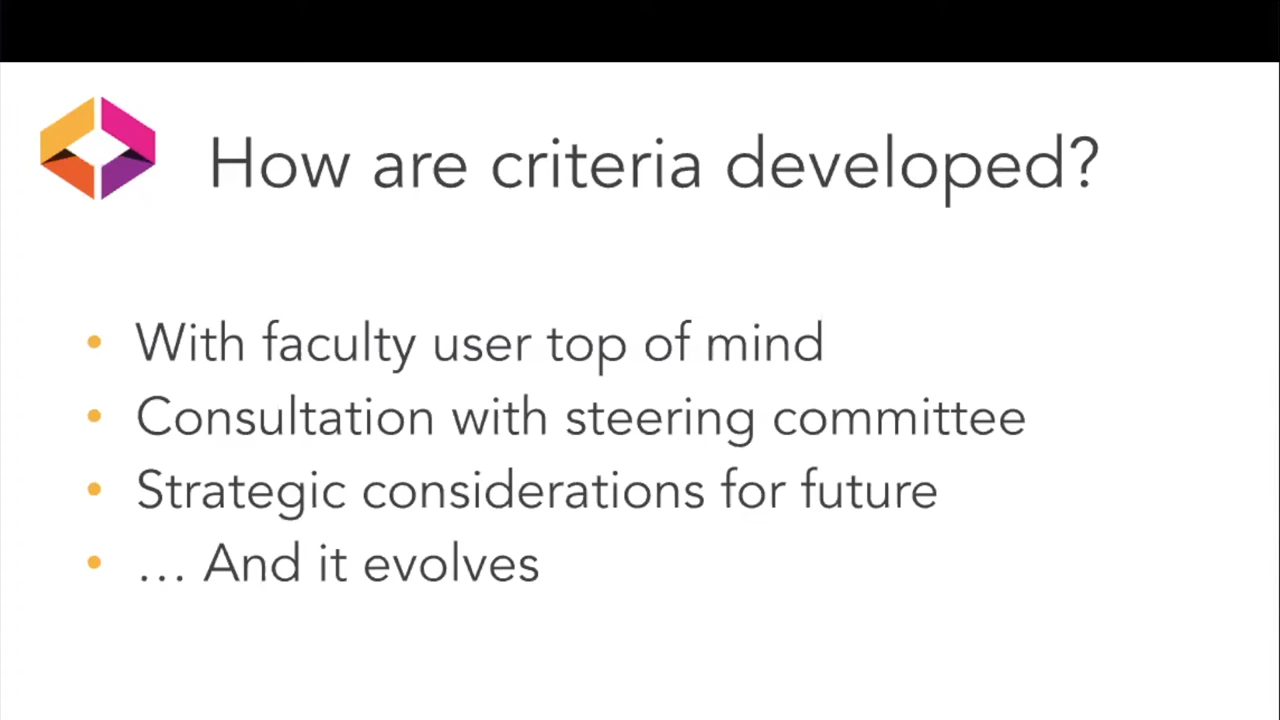 How are criteria developed?
• With faculty user top of mind
• Consultation with steering committee
• Strategic considerations for future
• … And it evolves